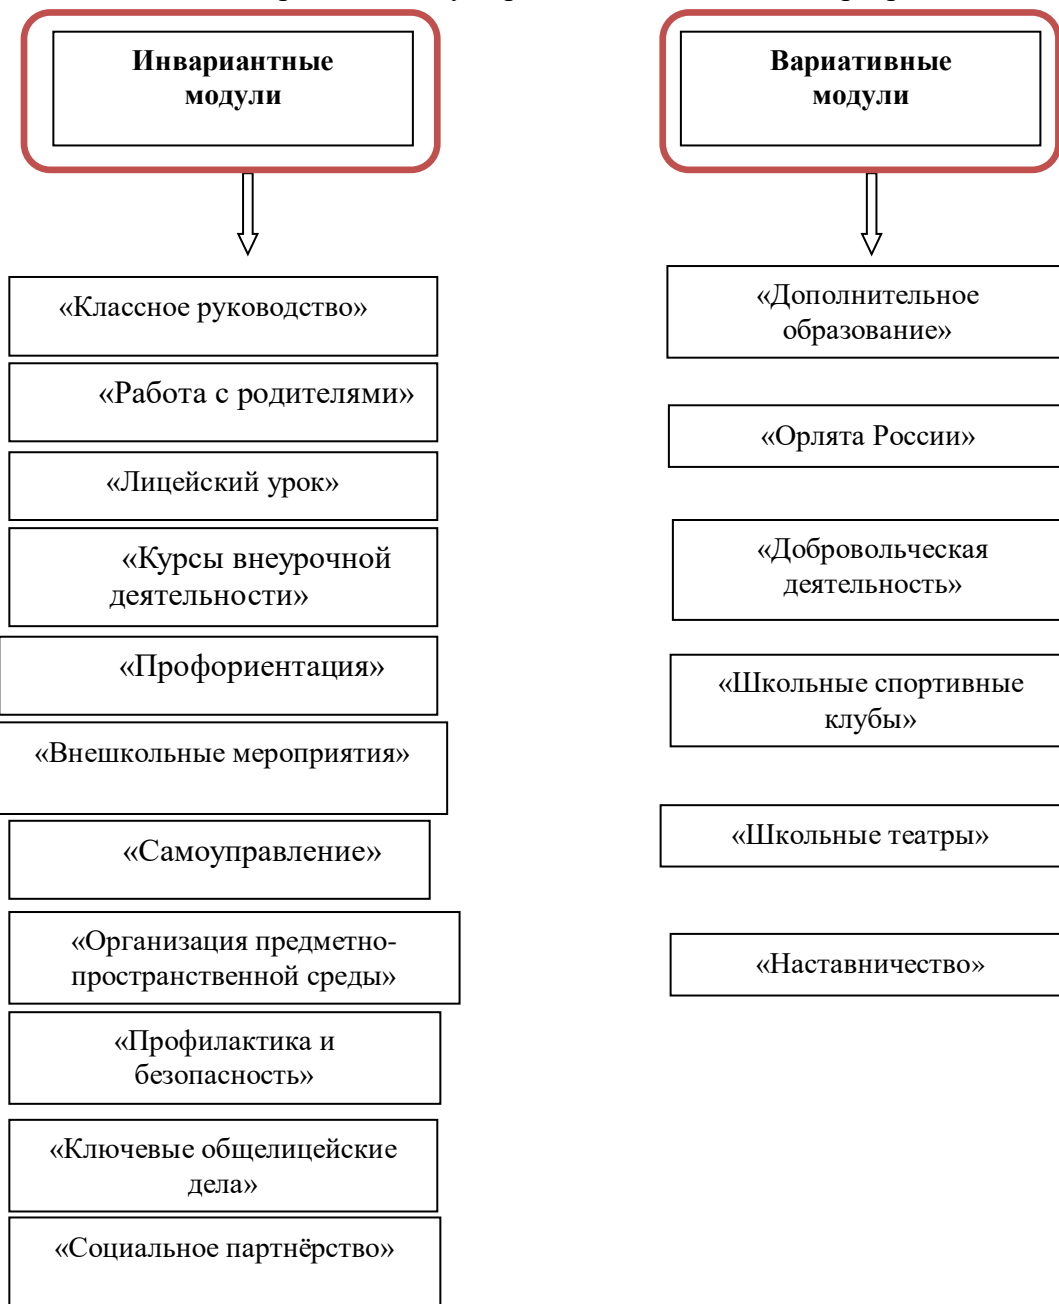 Инвариантные
модули
«Классное руководство»
«Работа с родителями»
«Лицейский урок»
«Курсы внеурочной
деятельности»
«Профориентация»
«Внешкольные мероприятия»
«Самоуправление»
«Организация предметно-
пространственной среды»
«Профилактика и
безопасность»
«Ключевые общелицейские
дела»
«Социальное партнёрство»
Вариативные
модули
«Дополнительное
образование»
«Орлята России»
«Добровольческая
деятельность»
«Школьные спортивные
клубы»
«Школьные театры»
«Наставничество»